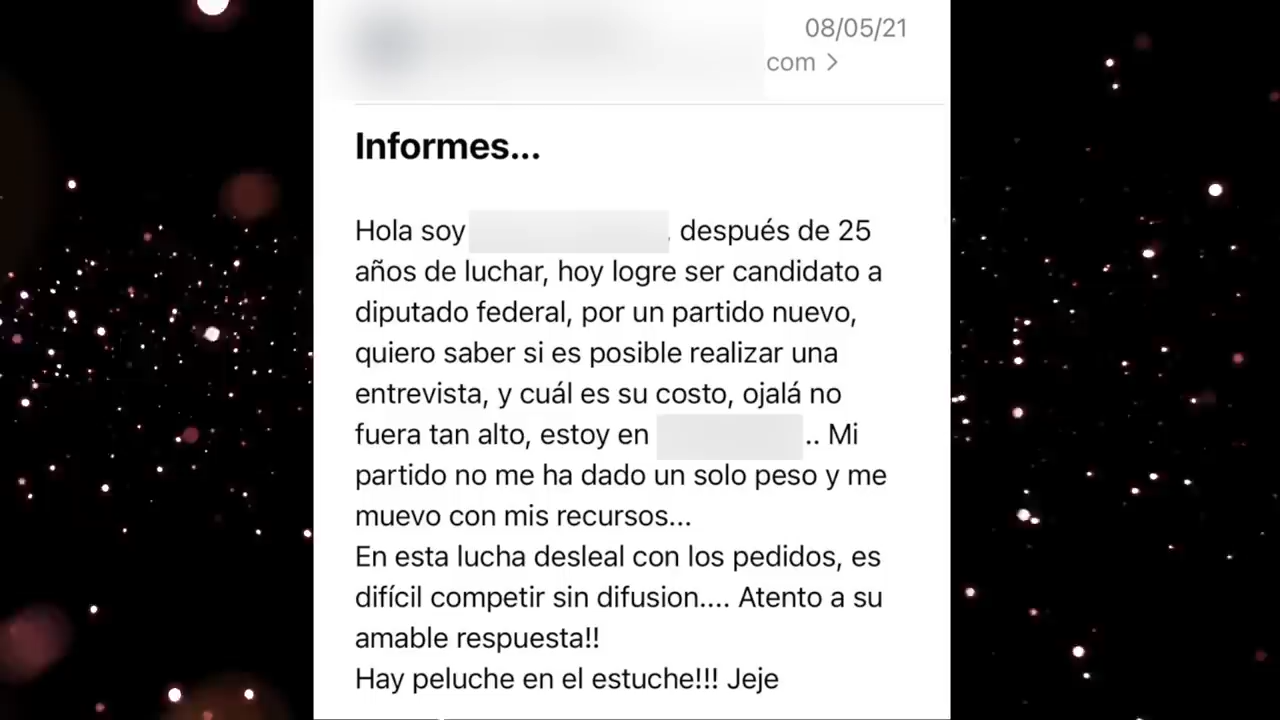 08/05/21
com >
Informes...
Hola soy , después de 25
años de luchar, hoy logre ser candidato a
diputado federal, por un partido nuevo,
quiero saber si es posible realizar una
entrevista, y cuál es su costo, ojalá no
fuera tan alto, estoy en .. Mi
partido no me ha dado un solo peso y me
muevo con mis recursos...
En esta lucha desleal con los pedidos, es
difícil competir sin difusion.... Atento a su
amable respuesta!!
Hay peluche en el estuche!!! Jeje